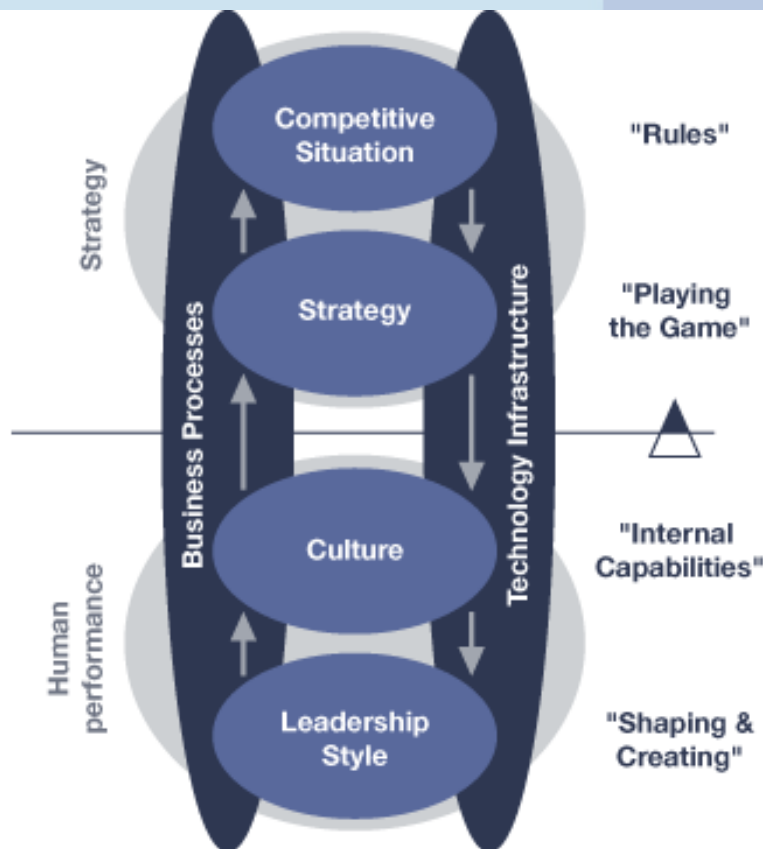 Competitive
Situation
"Rules"
Strategy
Strategy
"Playing
the Game"
Business Processes
Technology Infrastructure
Culture
"Internal
Capabilities"
Human
performance
Leadership
Style
"Shaping &
Creating"